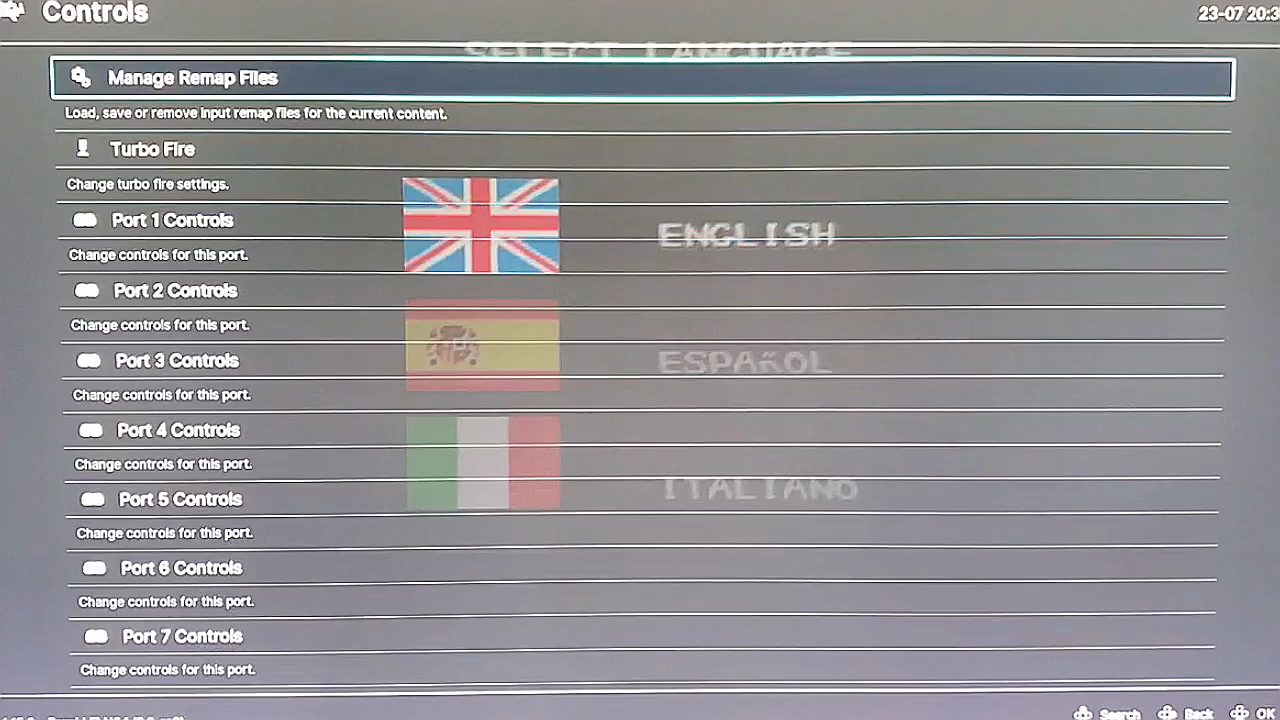 Controls
23-07 20:3
SELECT LANGUAGE
Manage Remap Files
Load, save or remove input remap files for the current content.
Turbo Fire
Change turbo fire settings.
Port 1 Controls
ENGLISH
Change controls for this port.
Port 2 Controls
Change controls for this port.
Port 3 Controls
ESPAÑOL
Change controls for this port.
Port 4 Controls
Change controls for this port.
Port 5 Controls
ITALIANO
Change controls for this port.
Port 6 Controls
Change controls for this port.
Port 7 Controls
Change controls for this port.
Search Back OK